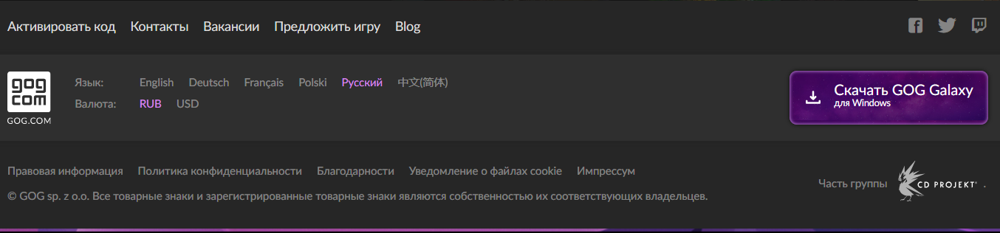 Активировать код Контакты Вакансии Предложить игру Blog
gog
com
GOG.COM
Язык: English Deutsch Français Polski Русский 中文(简体)
Валюта: RUB USD
Скачать GOG Galaxy
для Windows
Правовая информация Политика конфиденциальности Благодарности Уведомление о файлах cookie Импрессум
© GOG sp. z o.o. Все товарные знаки и зарегистрированные товарные знаки являются собственностью их соответствующих владельцев.
Часть группы CD PROJEKT® .